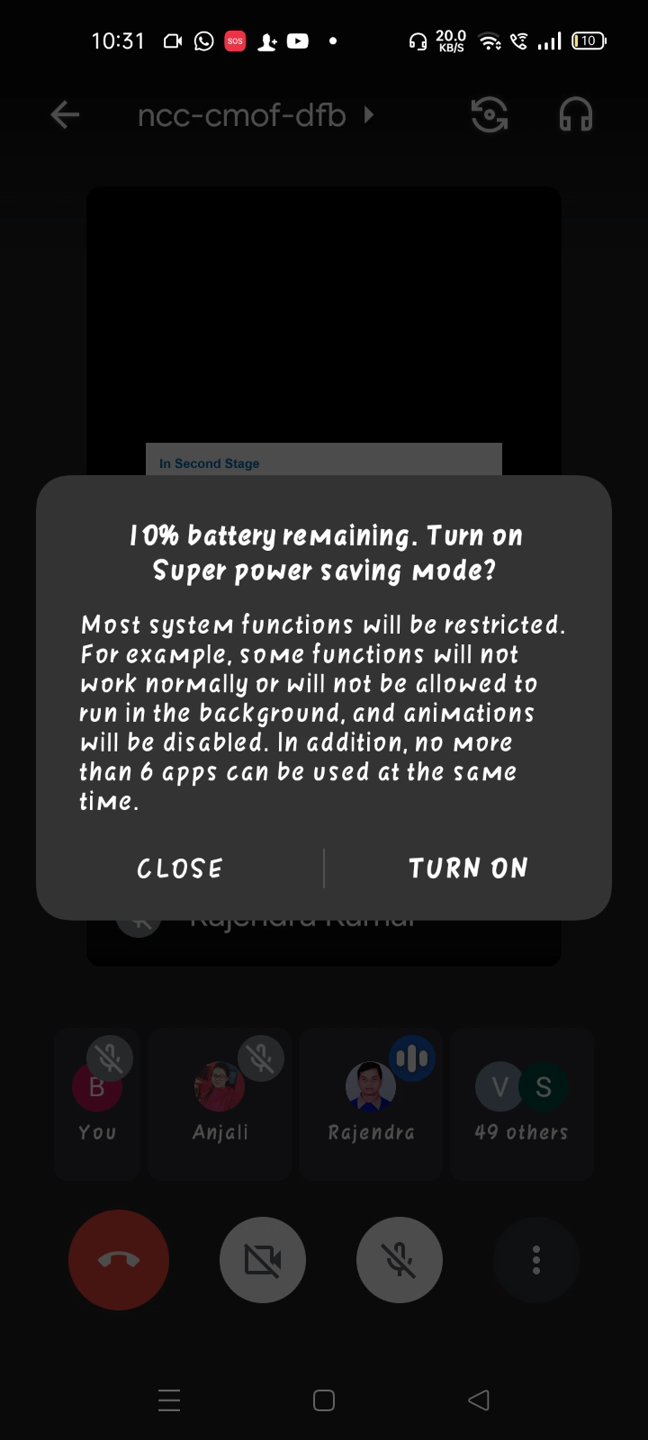 10:31
SOS
20.0
KB/S
10
ncc-cmof-dfb
In Second Stage
10% battery remaining. Turn on
Super power saving mode?
Most system functions will be restricted.
For example, some functions will not
work normally or will not be allowed to
run in the background, and animations
will be disabled. In addition, no more
than 6 apps can be used at the same
time.
CLOSE
TURN ON
Rajendra Kumar
B
V
S
You
Anjali
Rajendra
49 others